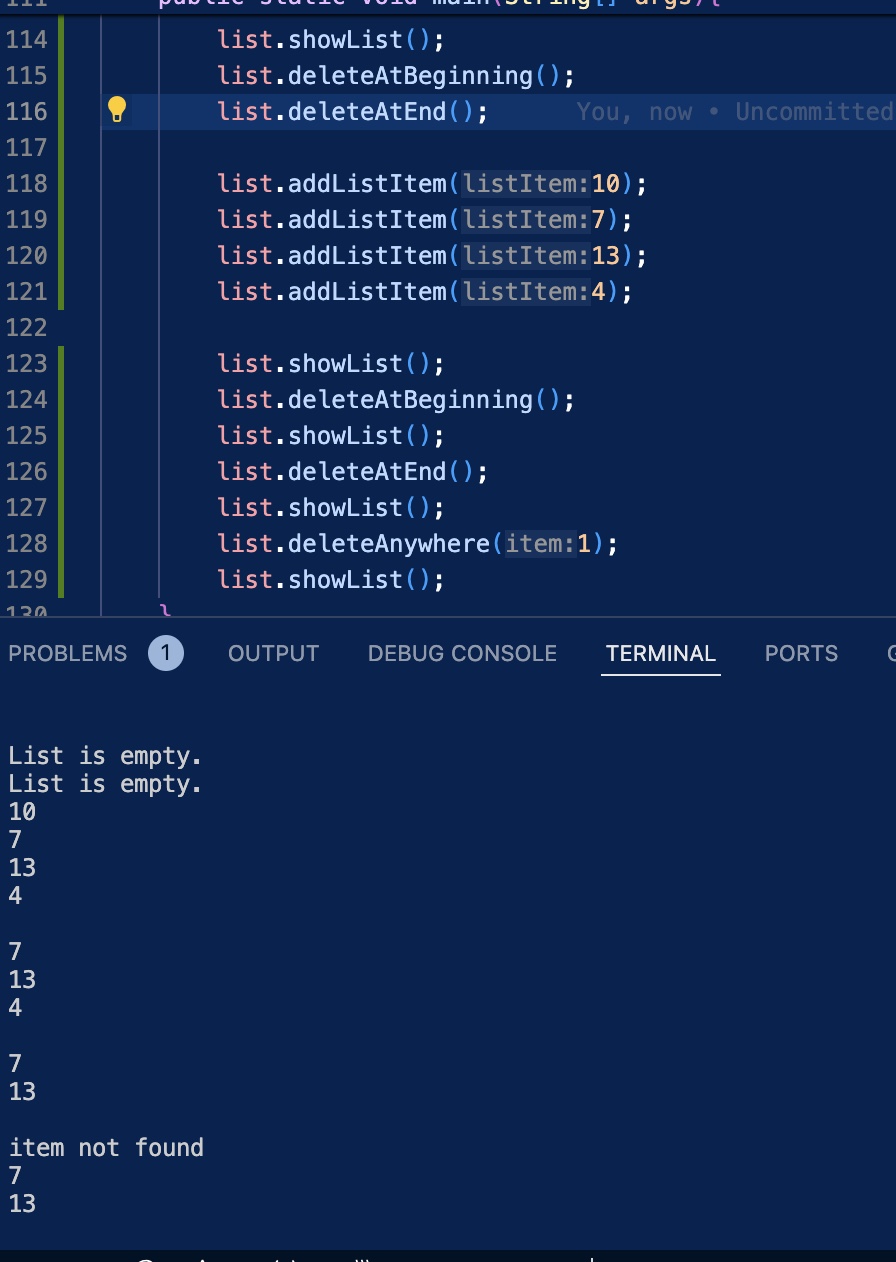 111 public static void main(String[] args){
114 list.showList();
115 list.deleteAtBeginning();
116 list.deleteAtEnd(); You, now • Uncommitted
117
118 list.addListItem(listItem:10);
119 list.addListItem(listItem:7);
120 list.addListItem(listItem:13);
121 list.addListItem(listItem:4);
122
123 list.showList();
124 list.deleteAtBeginning();
125 list.showList();
126 list.deleteAtEnd();
127 list.showList();
128 list.deleteAnywhere(item:1);
129 list.showList();
130 }
PROBLEMS 1 OUTPUT DEBUG CONSOLE TERMINAL PORTS G
List is empty.
List is empty.
10
7
13
4
7
13
4
7
13
item not found
7
13